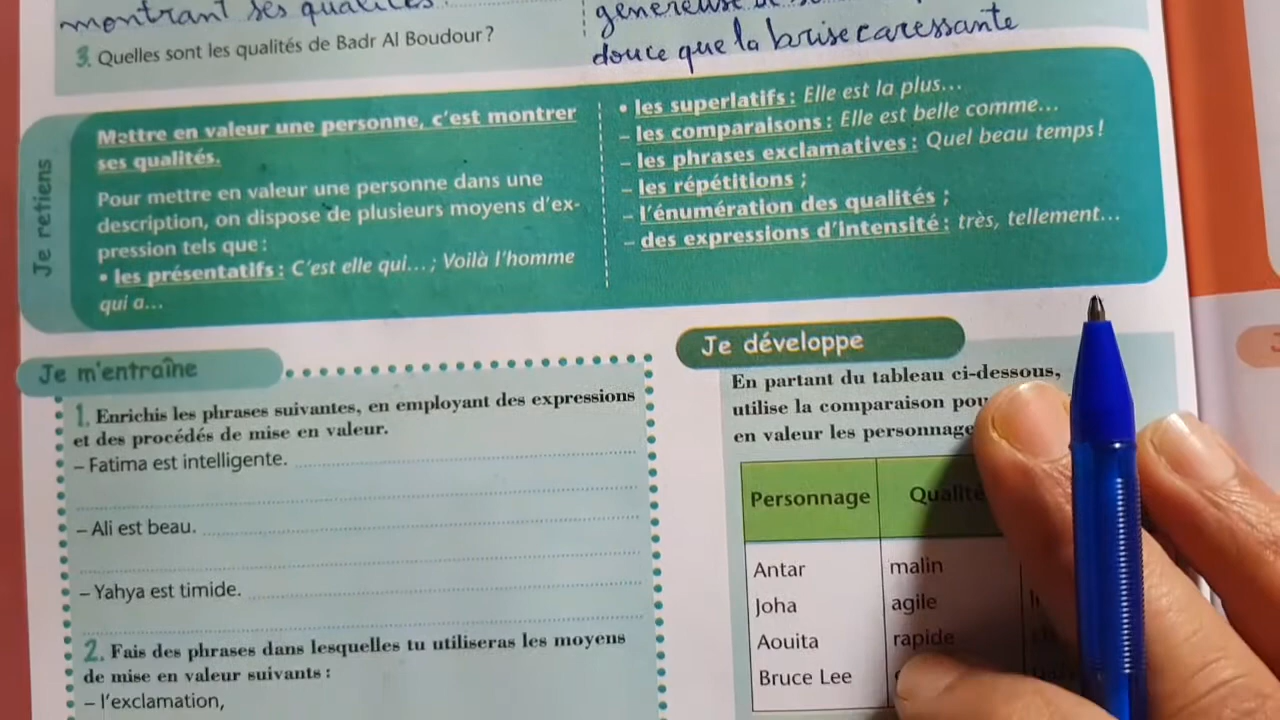 montrant ses qualités.
3. Quelles sont les qualités de Badr Al Boudour ?
généreuse
douce que la brise caressante
Je retiens
Mettre en valeur une personne, c'est montrer
ses qualités.
Pour mettre en valeur une personne dans une
description, on dispose de plusieurs moyens d'ex-
pression tels que :
• les présentatifs : C'est elle qui... ; Voilà l'homme
qui a...
• les superlatifs : Elle est la plus...
– les comparaisons : Elle est belle comme...
– les phrases exclamatives : Quel beau temps !
– les répétitions ;
– l'énumération des qualités ;
– des expressions d'intensité : très, tellement...
Je m'entraîne
1. Enrichis les phrases suivantes, en employant des expressions
et des procédés de mise en valeur.
– Fatima est intelligente.
– Ali est beau.
– Yahya est timide.
2. Fais des phrases dans lesquelles tu utiliseras les moyens
de mise en valeur suivants :
– l'exclamation,
Je développe
En partant du tableau ci-dessous,
utilise la comparaison
en valeur les
Personnage Qualité
Antar malin
Joha agile
Aouita rapide
Bruce Lee